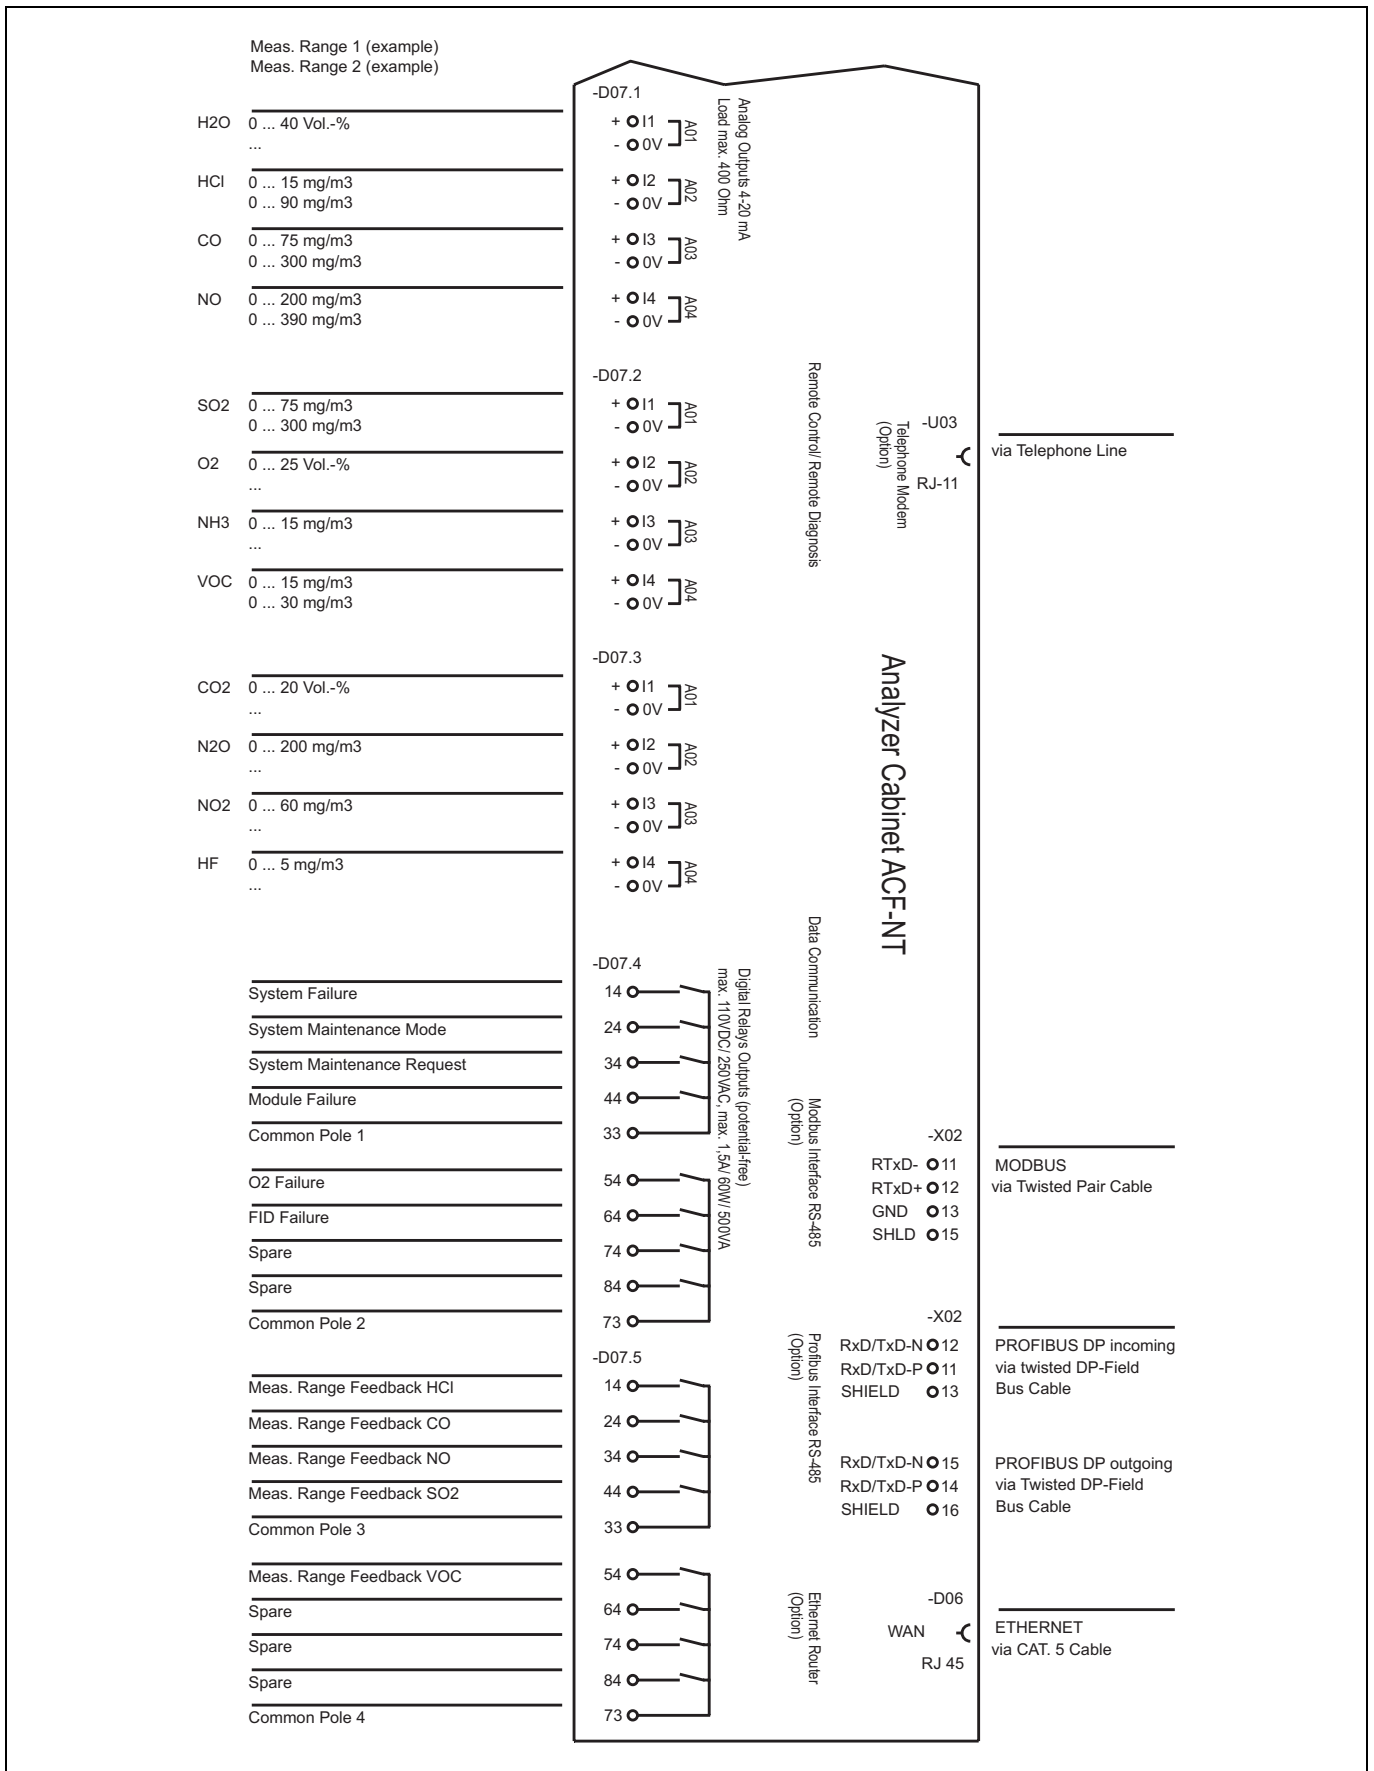 Meas. Range 1 (example)
Meas. Range 2 (example)
-D07.1
H2O 0 ... 40 Vol.-% + I1 A01
... - 0V
HCl 0 ... 15 mg/m3 + I2 A02
0 ... 90 mg/m3 - 0V
CO 0 ... 75 mg/m3 + I3 A03
0 ... 300 mg/m3 - 0V
NO 0 ... 200 mg/m3 + I4 A04
0 ... 390 mg/m3 - 0V
Analog Outputs 4-20 mA
Load max. 400 Ohm
-D07.2
SO2 0 ... 75 mg/m3 + I1 A01
0 ... 300 mg/m3 - 0V
O2 0 ... 25 Vol.-% + I2 A02
... - 0V
NH3 0 ... 15 mg/m3 + I3 A03
... - 0V
VOC 0 ... 15 mg/m3 + I4 A04
0 ... 30 mg/m3 - 0V
-D07.3
CO2 0 ... 20 Vol.-% + I1 A01
... - 0V
N2O 0 ... 200 mg/m3 + I2 A02
... - 0V
NO2 0 ... 60 mg/m3 + I3 A03
... - 0V
HF 0 ... 5 mg/m3 + I4 A04
... - 0V
-D07.4
System Failure 14
System Maintenance Mode 24
System Maintenance Request 34
Module Failure 44
Common Pole 1 33
O2 Failure 54
FID Failure 64
Spare 74
Spare 84
Common Pole 2 73
Digital Relays Outputs (potential-free)
max. 110VDC/ 250VAC, max. 1,5A/ 60W/ 500VA
-D07.5
Meas. Range Feedback HCl 14
Meas. Range Feedback CO 24
Meas. Range Feedback NO 34
Meas. Range Feedback SO2 44
Common Pole 3 33
Meas. Range Feedback VOC 54
Spare 64
Spare 74
Spare 84
Common Pole 4 73
Remote Control/ Remote Diagnosis
Telephone Modem
(Option)
-U03
RJ-11
via Telephone Line
Analyzer Cabinet ACF-NT
Data Communication
Modbus Interface RS-485
(Option)
-X02
RTxD- 11 MODBUS
RTxD+ 12 via Twisted Pair Cable
GND 13
SHLD 15
Profibus Interface RS-485
(Option)
-X02
RxD/TxD-N 12 PROFIBUS DP incoming
RxD/TxD-P 11 via twisted DP-Field
SHIELD 13 Bus Cable
RxD/TxD-N 15 PROFIBUS DP outgoing
RxD/TxD-P 14 via Twisted DP-Field
SHIELD 16 Bus Cable
Ethernet Router
(Option)
-D06
WAN ETHERNET
via CAT. 5 Cable
RJ 45